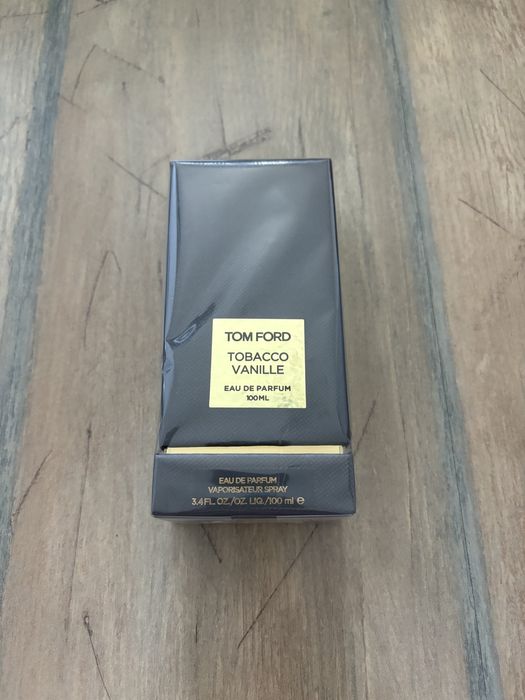 TOM FORD
TOBACCO
VANILLE
EAU DE PARFUM
100ML
EAU DE PARFUM
VAPORISATEUR SPRAY
3.4 FL. OZ./OZ. LIQ./100 ml ℮